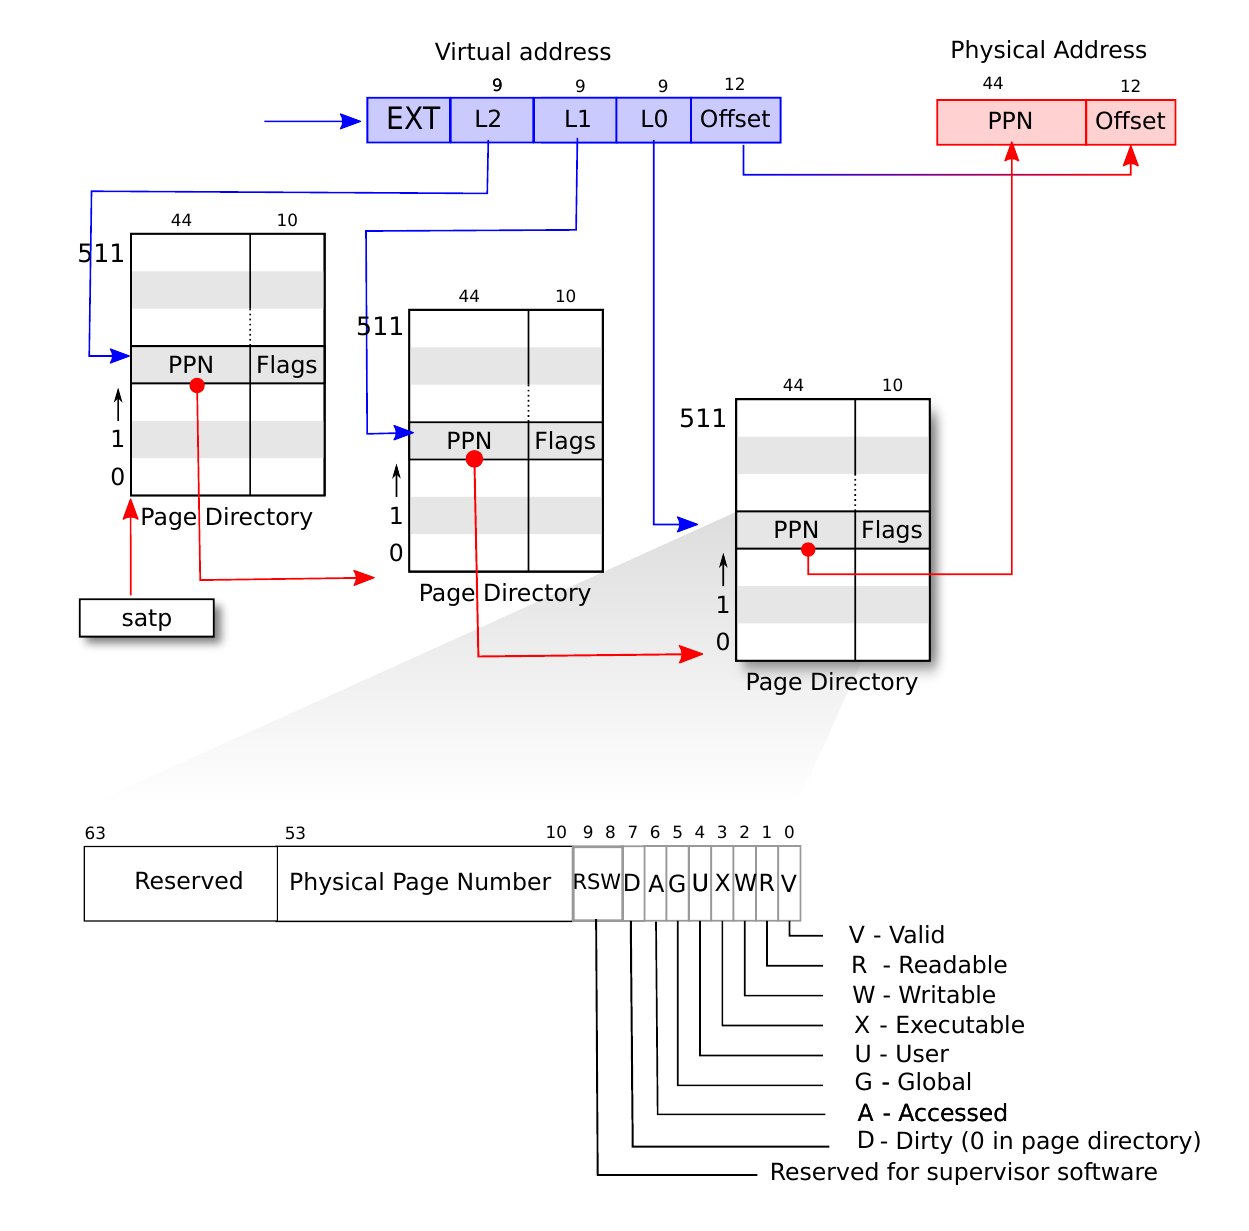 Virtual address
Physical Address
9 9 9 12
44 12
EXT L2 L1 L0 Offset
PPN Offset
44 10
511
PPN Flags
1
0
Page Directory
satp
44 10
511
PPN Flags
1
0
Page Directory
44 10
511
PPN Flags
1
0
Page Directory
63 53 10 9 8 7 6 5 4 3 2 1 0
Reserved Physical Page Number RSW D A G U X W R V
V - Valid
R - Readable
W - Writable
X - Executable
U - User
G - Global
A - Accessed
D - Dirty (0 in page directory)
Reserved for supervisor software